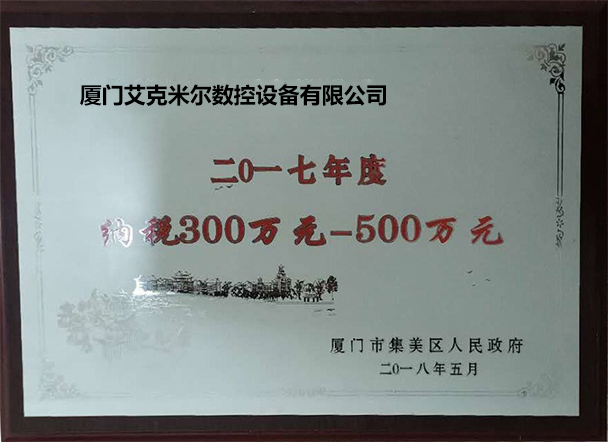 厦门艾克米尔数控设备有限公司
二0一七年度
纳税300万元-500万元
厦门市集美区人民政府
二0一八年五月